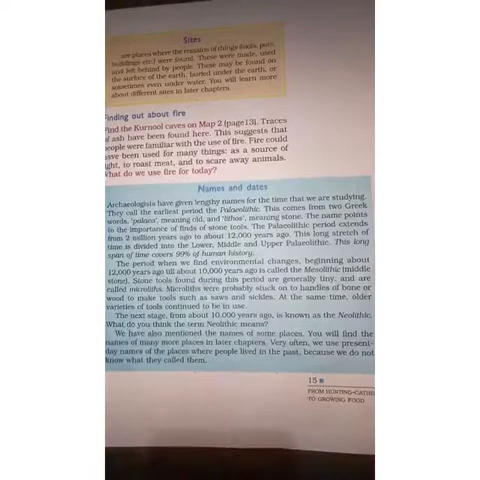 Sites
are places where the remains of things (tools, pots,
buildings etc.) were found. These were made, used
and left behind by people. These may be found on
the surface of the earth, buried under the earth, or
sometimes even under water. You will learn more
about different sites in later chapters.
Finding out about fire
Find the Kurnool caves on Map 2 (page13). Traces
of ash have been found here. This suggests that
people were familiar with the use of fire. Fire could
have been used for many things: as a source of
ght, to roast meat, and to scare away animals.
What do we use fire for today?
Names and dates
Archaeologists have given lengthy names for the time that we are studying.
They call the earliest period the Palaeolithic. This comes from two Greek
words, 'palaeo', meaning old, and 'lithos', meaning stone. The name points
to the importance of finds of stone tools. The Palaeolithic period extends
from 2 million years ago to about 12,000 years ago. This long stretch of
time is divided into the Lower, Middle and Upper Palaeolithic. This long
span of time covers 99% of human history.
The period when we find environmental changes, beginning about
12,000 years ago till about 10,000 years ago is called the Mesolithic (middle
stone). Stone tools found during this period are generally tiny, and are
called microliths. Microliths were probably stuck on to handles of bone or
wood to make tools such as saws and sickles. At the same time, older
varieties of tools continued to be in use.
The next stage, from about 10,000 years ago, is known as the Neolithic.
What do you think the term Neolithic means?
We have also mentioned the names of some places. You will find the
names of many more places in later chapters. Very often, we use present-
day names of the places where people lived in the past, because we do not
know what they called them.
15
FROM HUNTING–GATHE
TO GROWING FOOD